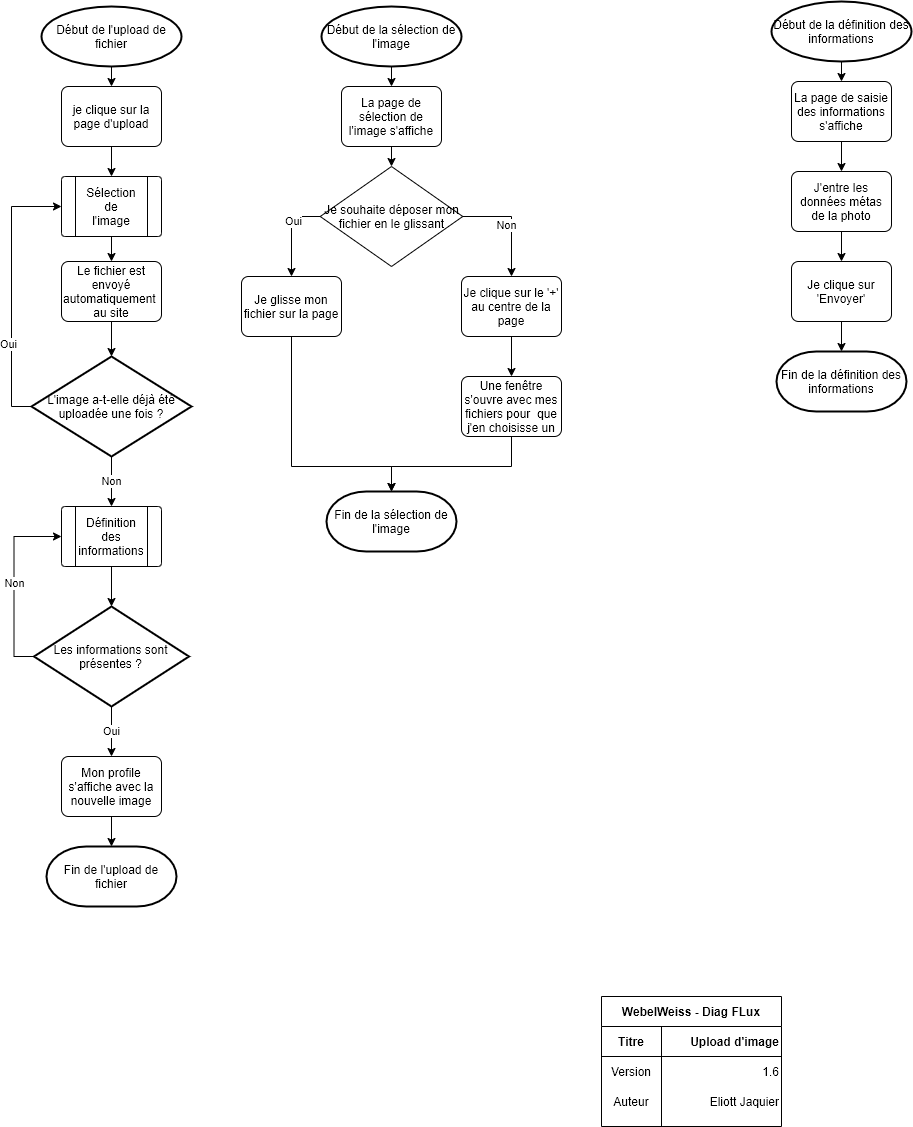 Début de l'upload de
fichier
je clique sur la
page d'upload
Sélection
de
l'image
Le fichier est
envoyé
automatiquement
au site
Oui
L'image a-t-elle déjà été
uploadée une fois ?
Non
Définition
des
informations
Non
Les informations sont
présentes ?
Oui
Mon profile
s'affiche avec la
nouvelle image
Fin de l'upload de
fichier
Début de la sélection de
l'image
La page de
sélection de
l'image s'affiche
Je souhaite déposer mon
fichier en le glissant
Oui
Non
Je glisse mon
fichier sur la page
Je clique sur le '+'
au centre de la
page
Une fenêtre
s'ouvre avec mes
fichiers pour que
j'en choisisse un
Fin de la sélection de
l'image
Début de la définition des
informations
La page de saisie
des informations
s'affiche
J'entre les
données métas
de la photo
Je clique sur
'Envoyer'
Fin de la définition des
informations
WebelWeiss - Diag FLux
Titre Upload d'image
Version 1.6
Auteur Eliott Jaquier